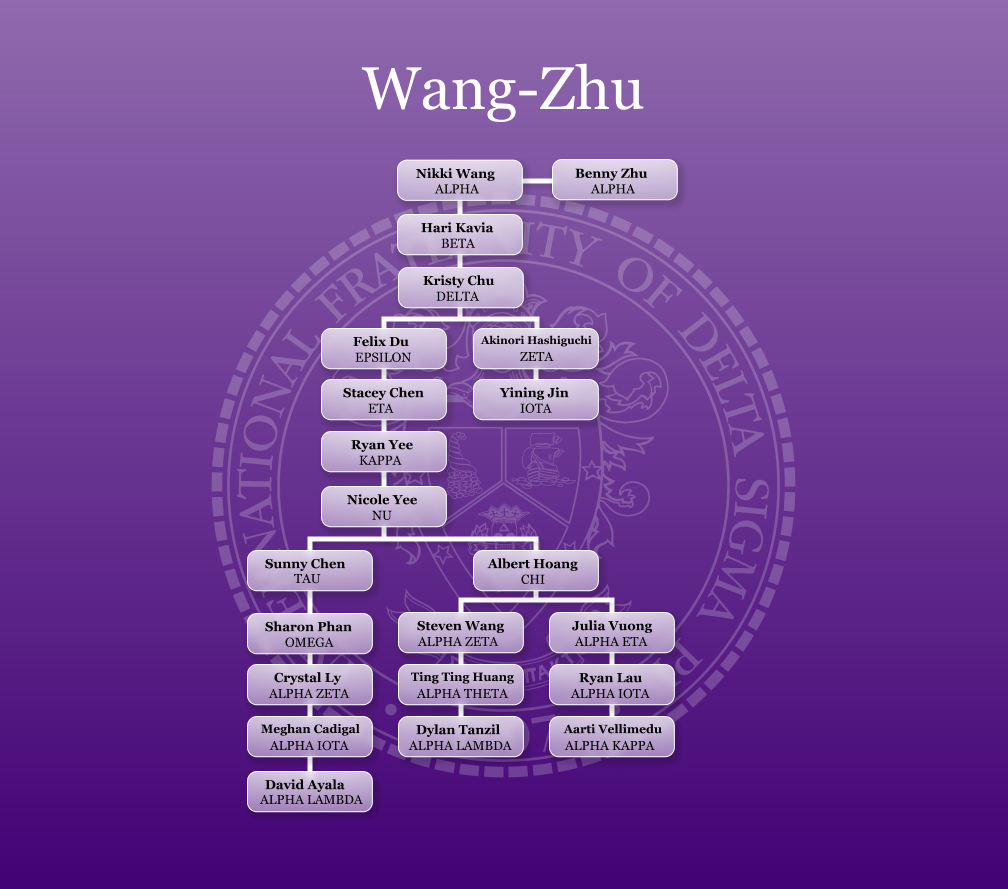 Wang-Zhu
Nikki Wang
ALPHA
Benny Zhu
ALPHA
Hari Kavia
BETA
Kristy Chu
DELTA
Felix Du
EPSILON
Akinori Hashiguchi
ZETA
Stacey Chen
ETA
Yining Jin
IOTA
Ryan Yee
KAPPA
Nicole Yee
NU
Sunny Chen
TAU
Albert Hoang
CHI
Sharon Phan
OMEGA
Steven Wang
ALPHA ZETA
Julia Vuong
ALPHA ETA
Crystal Ly
ALPHA ZETA
Ting Ting Huang
ALPHA THETA
Ryan Lau
ALPHA IOTA
Meghan Cadigal
ALPHA IOTA
Dylan Tanzil
ALPHA LAMBDA
Aarti Vellimedu
ALPHA KAPPA
David Ayala
ALPHA LAMBDA
OF DELTA SIGMA